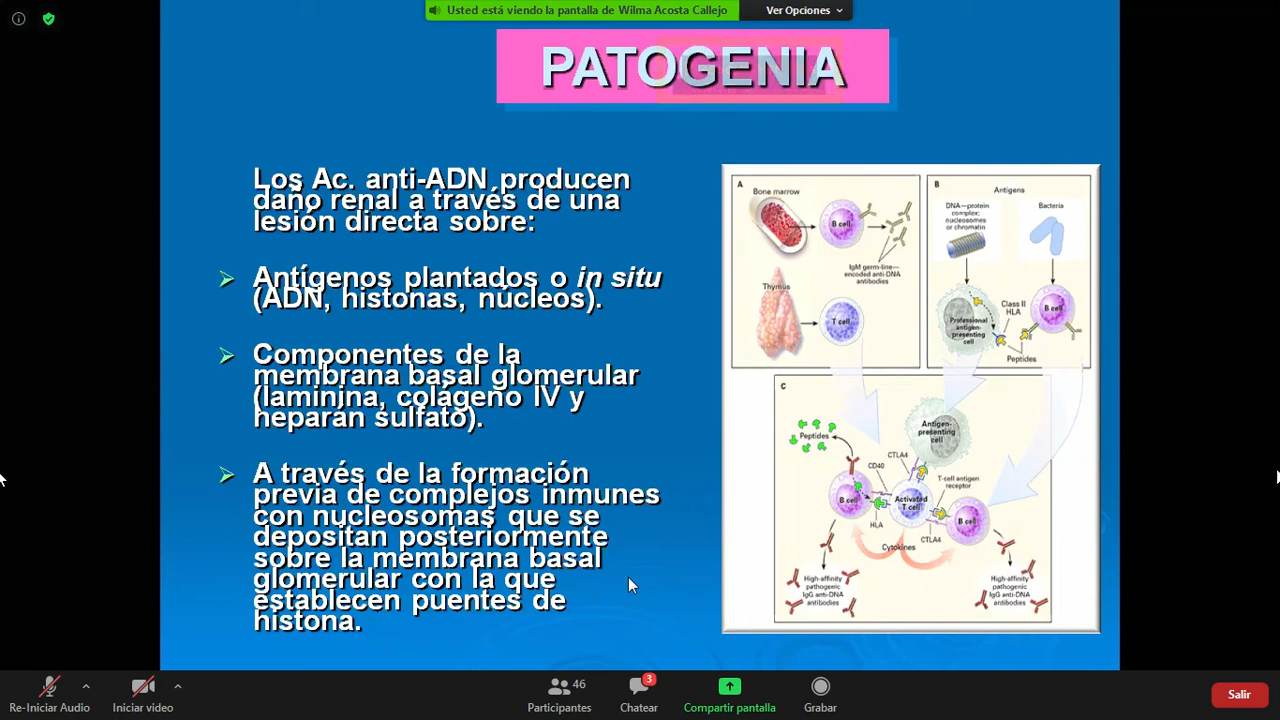 Usted está viendo la pantalla de Wilma Acosta Callejo
Ver Opciones
PATOGENIA
Los Ac. anti-ADN producen
daño renal a través de una
lesión directa sobre:
Antígenos plantados o in situ
(ADN, histonas, núcleos).
Componentes de la
membrana basal glomerular
(laminina, colágeno IV y
heparán sulfato).
A través de la formación
previa de complejos inmunes
con nucleosomas que se
depositan posteriormente
sobre la membrana basal
glomerular con la que
establecen puentes de
histona.
A
Bone marrow
B cell
IgM germ-line–
encoded anti-DNA
antibodies
Thymus
T cell
B
Antigens
DNA–protein
complex:
nucleosomes
or chromatin
Bacteria
Professional
antigen-
presenting
cell
Class II
HLA
B cell
Peptides
C
Peptides
Antigen-
presenting
cell
CTLA4
CD40
T-cell antigen
receptor
B cell
Activated
T cell
B cell
HLA
CTLA4
Cytokines
High-affinity
pathogenic
IgG anti-DNA
antibodies
High-affinity
pathogenic
IgG anti-DNA
antibodies
Re-Iniciar Audio
Iniciar video
46
Participantes
3
Chatear
Compartir pantalla
Grabar
Salir